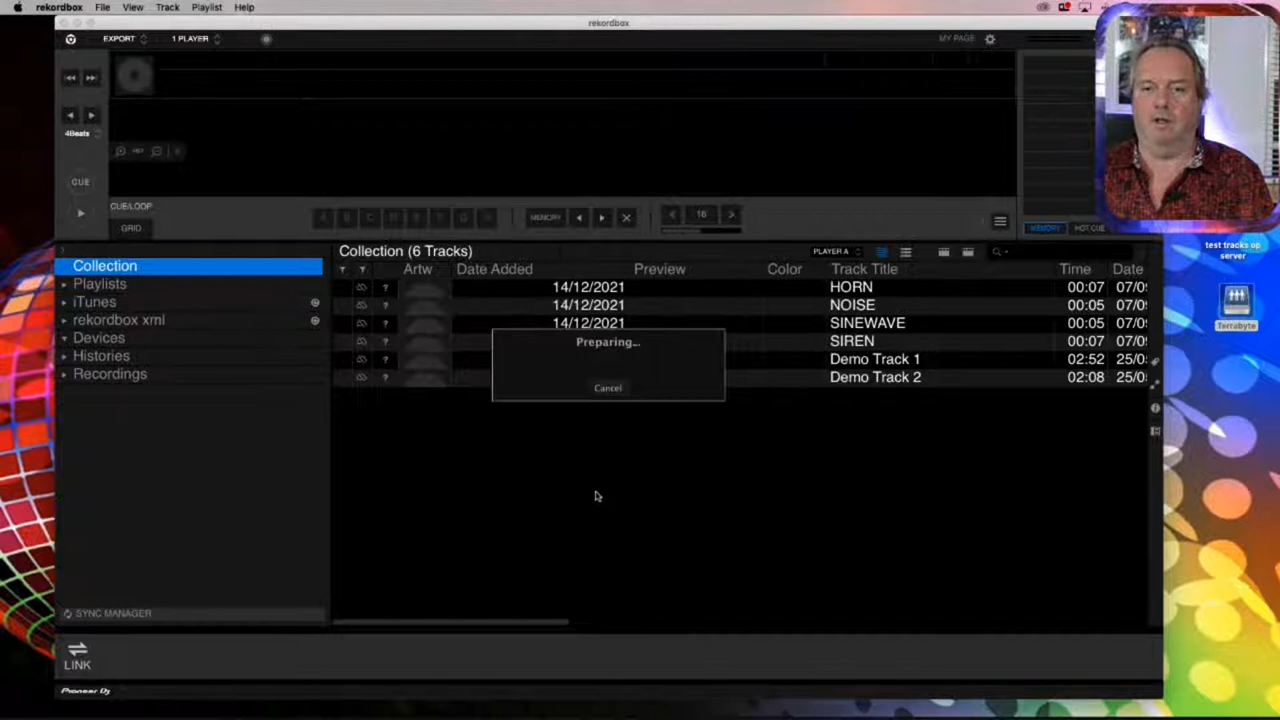 rekordbox File View Track Playlist Help
rekordbox
EXPORT 1 PLAYER MY PAGE
4Beats
CUE
CUE/LOOP
GRID
MEMORY 16
MEMORY HOT CUE
Collection (6 Tracks) PLAYER A
Artw Date Added Preview Color Track Title Time Date
? 14/12/2021 HORN 00:07
? 14/12/2021 NOISE 00:05
? 14/12/2021 SINEWAVE 00:05
? SIREN 00:07
? Demo Track 1 02:52
? Demo Track 2 02:08
Preparing...
Cancel
Collection
Playlists
iTunes
rekordbox xml
Devices
Histories
Recordings
SYNC MANAGER
LINK
Pioneer Dj
test tracks op
server
Terrabyte